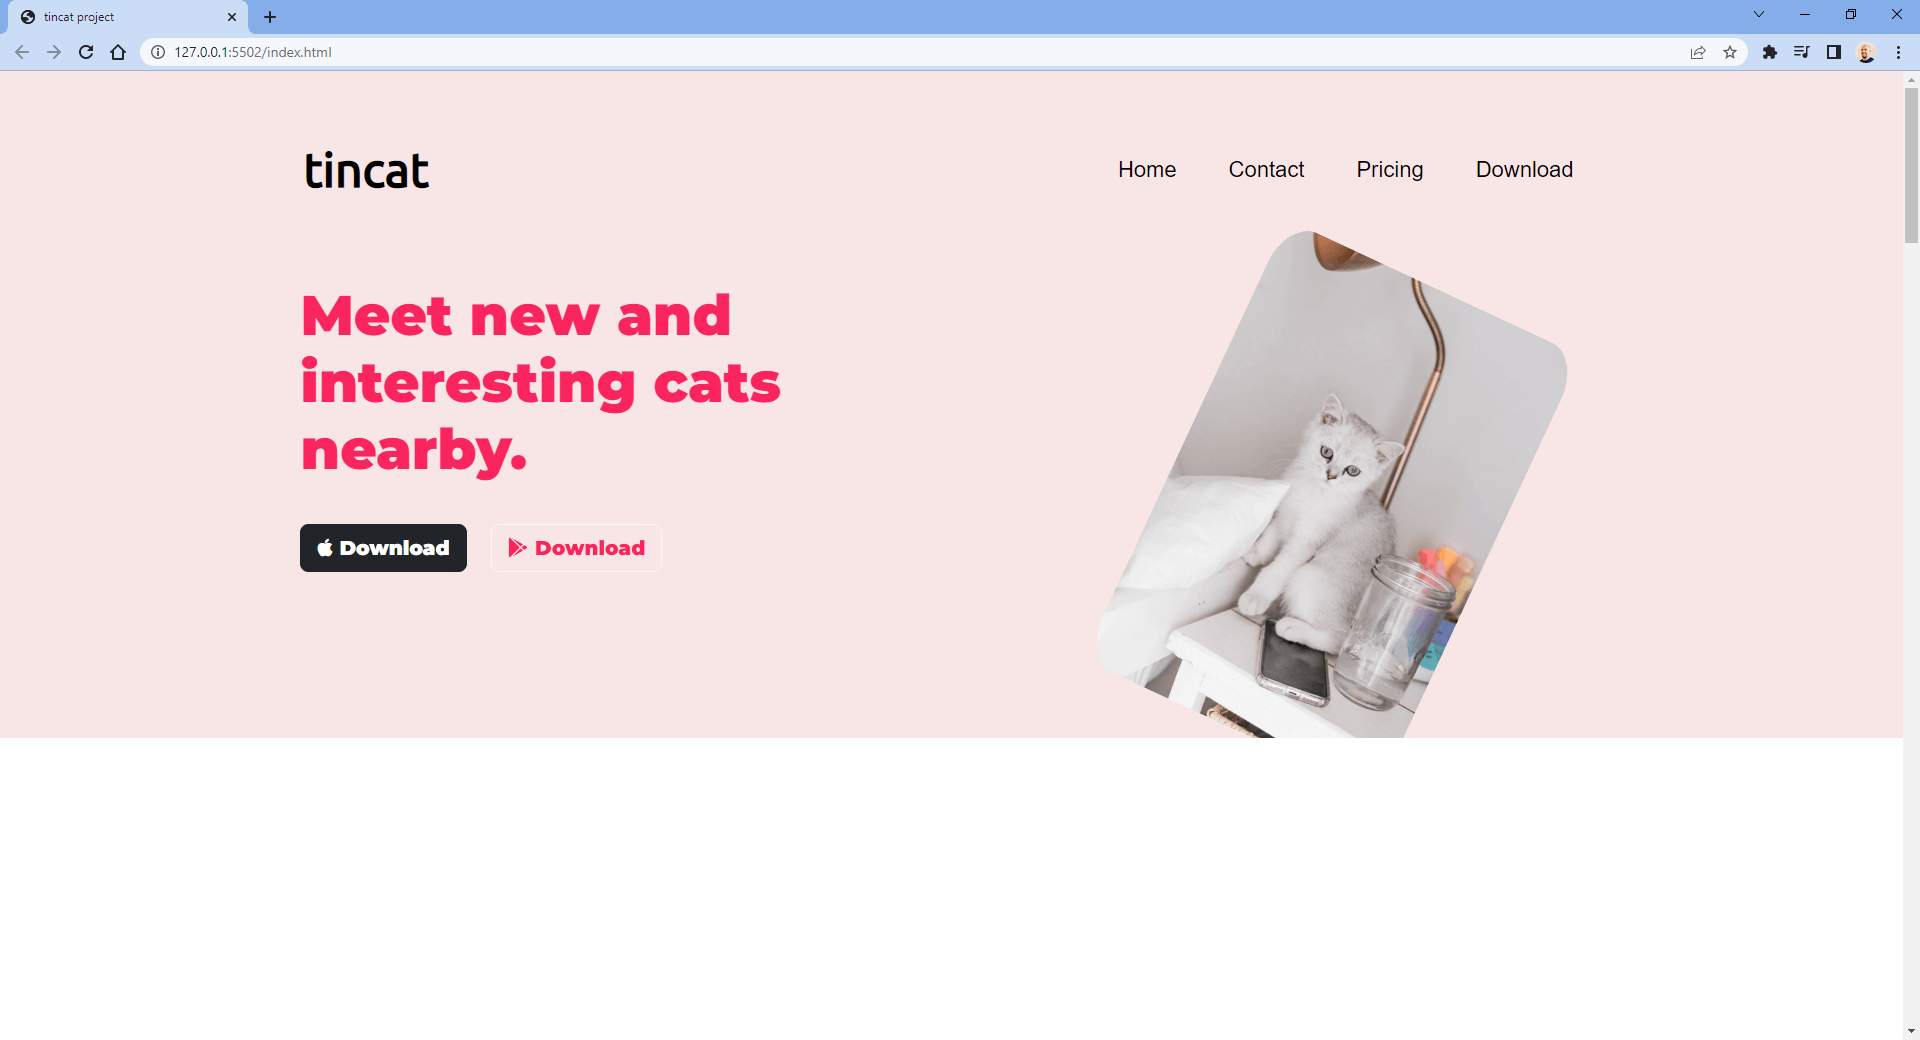 tincat project
127.0.0.1:5502/index.html
tincat
Home Contact Pricing Download
Meet new and
interesting cats
nearby.
Download Download